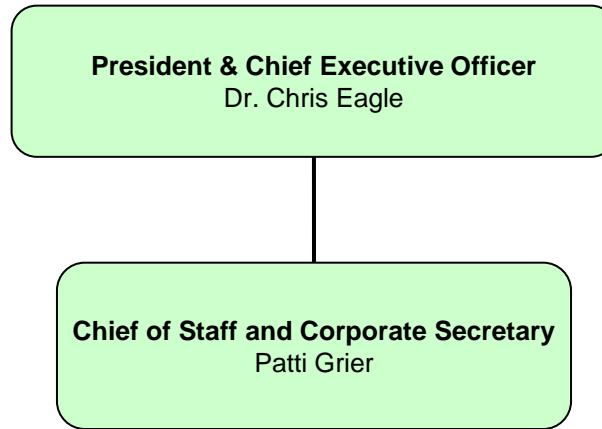 President & Chief Executive Officer
Dr. Chris Eagle
Chief of Staff and Corporate Secretary
Patti Grier